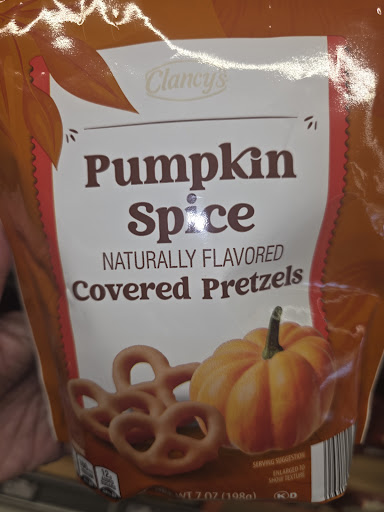 Clancy's
Pumpkin
Spice
NATURALLY FLAVORED
Covered Pretzels
SERVING SUGGESTION
ENLARGED TO
SHOW TEXTURE
WT 7 OZ (198g)